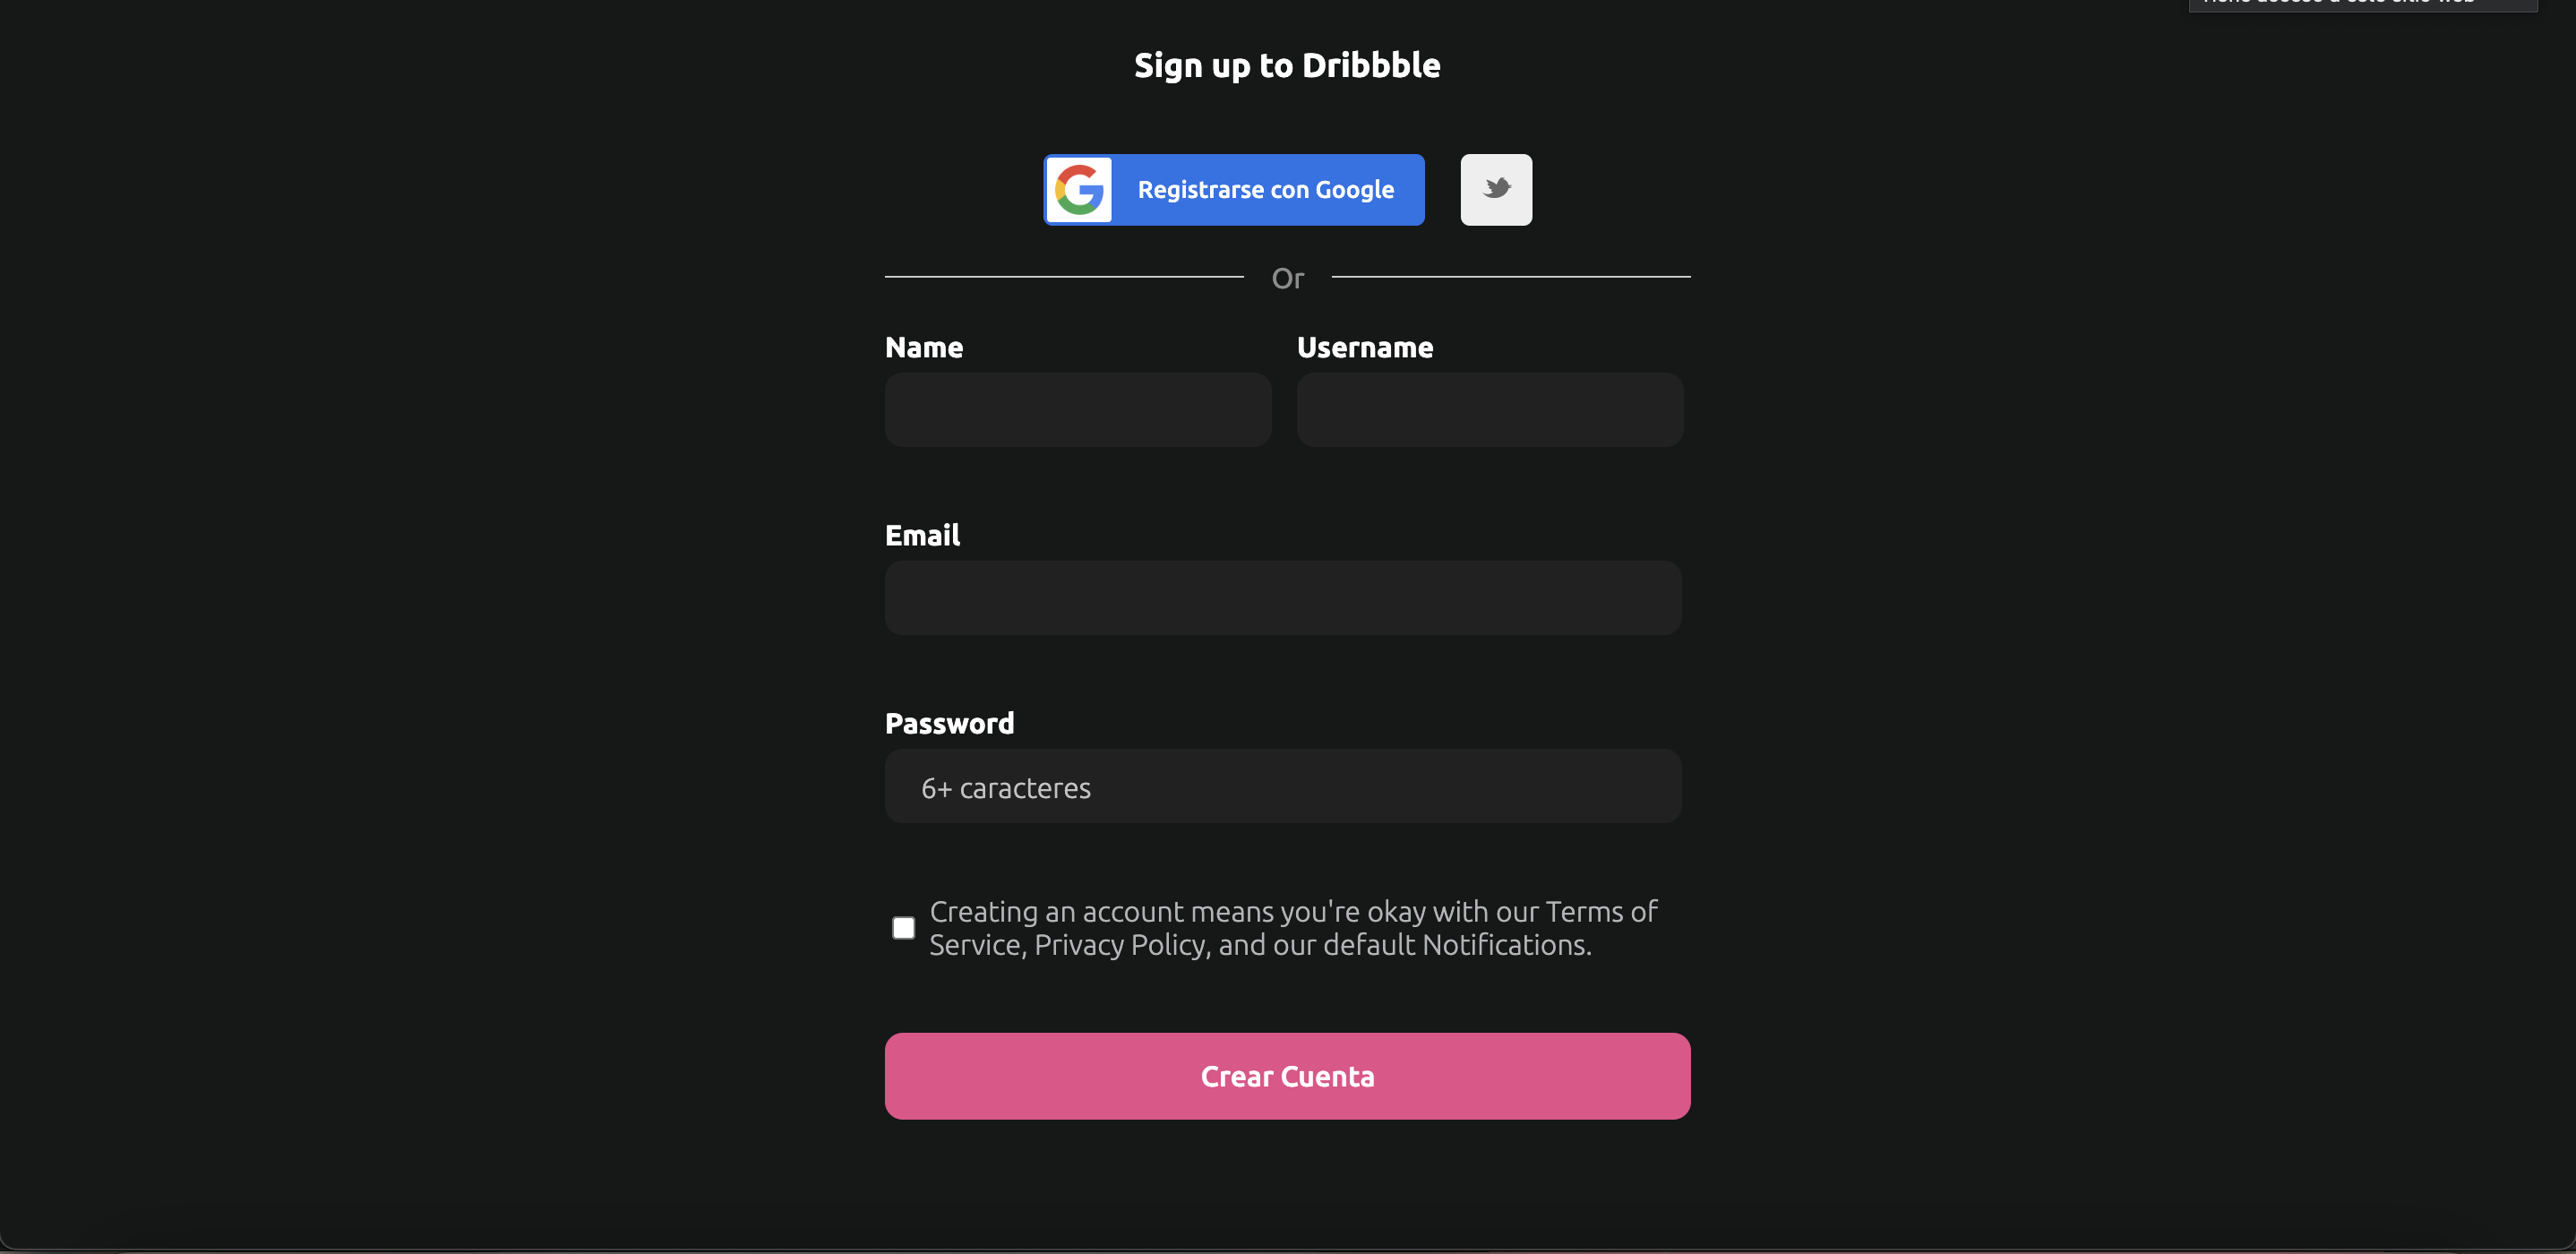 Sign up to Dribbble
Registrarse con Google
Or
Name Username
Email
Password
6+ caracteres
Creating an account means you're okay with our Terms of
Service, Privacy Policy, and our default Notifications.
Crear Cuenta